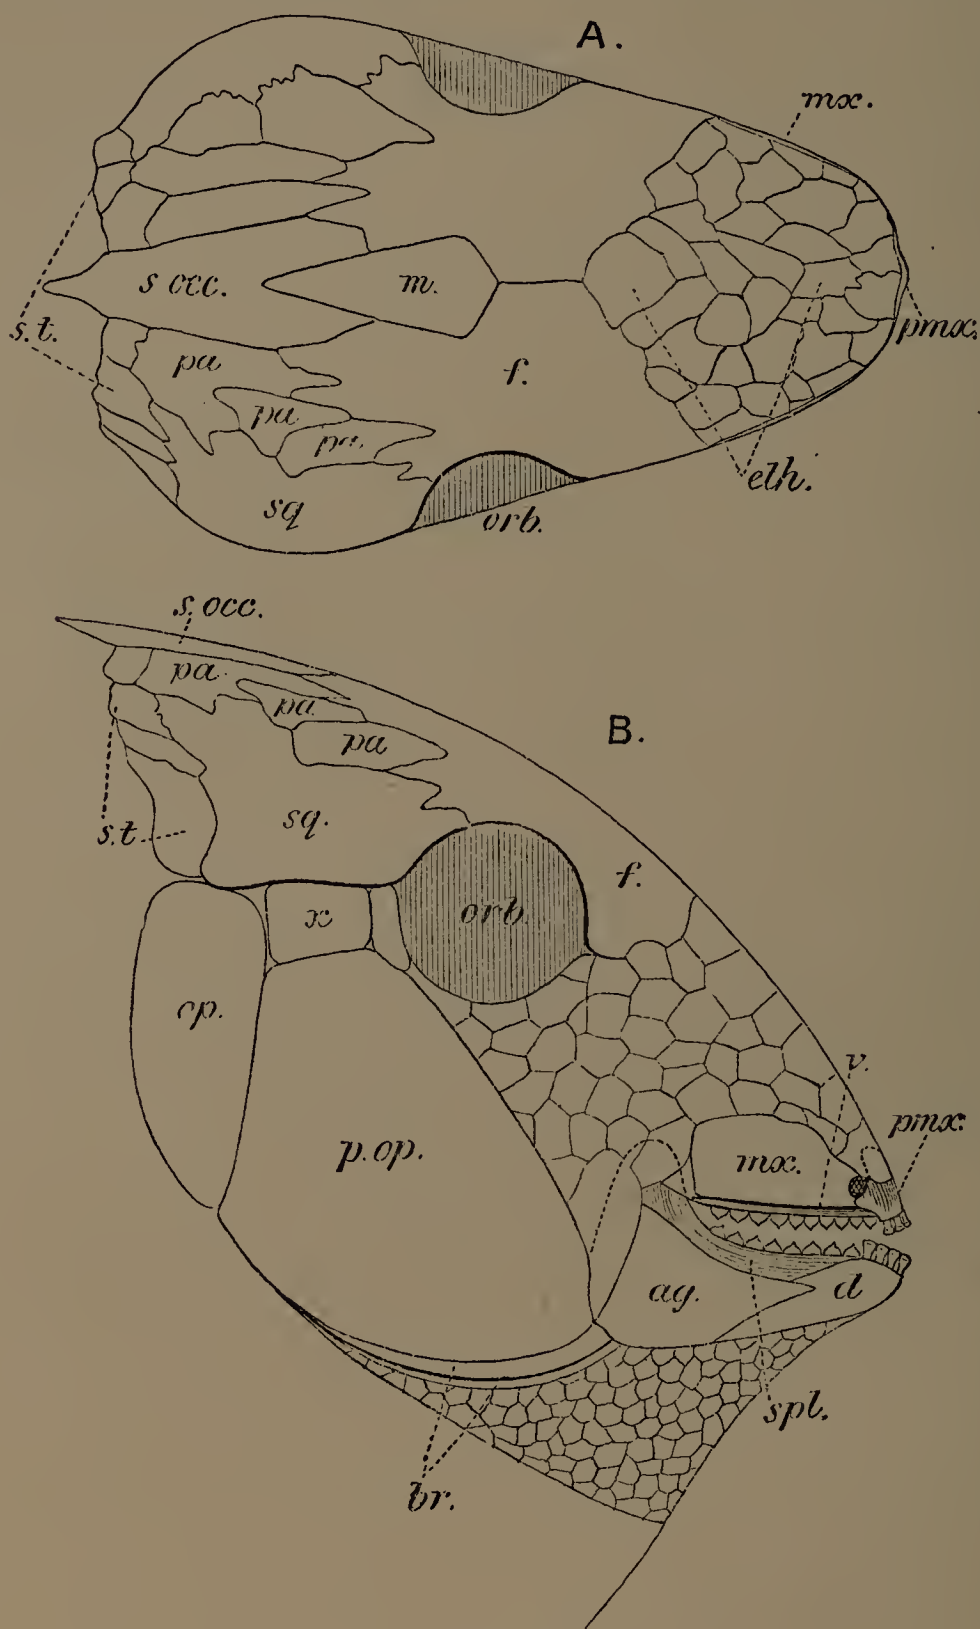 A.
mx.
s occ.
m.
s.t.
pmx.
pa
f.
pa
pa.
eth.
sq
orb.
s. occ.
pa.
pa
B.
pa
sq.
s.t
f.
x
orb.
op.
v.
pmx.
p. op.
mx.
ag.
d
spl.
br.